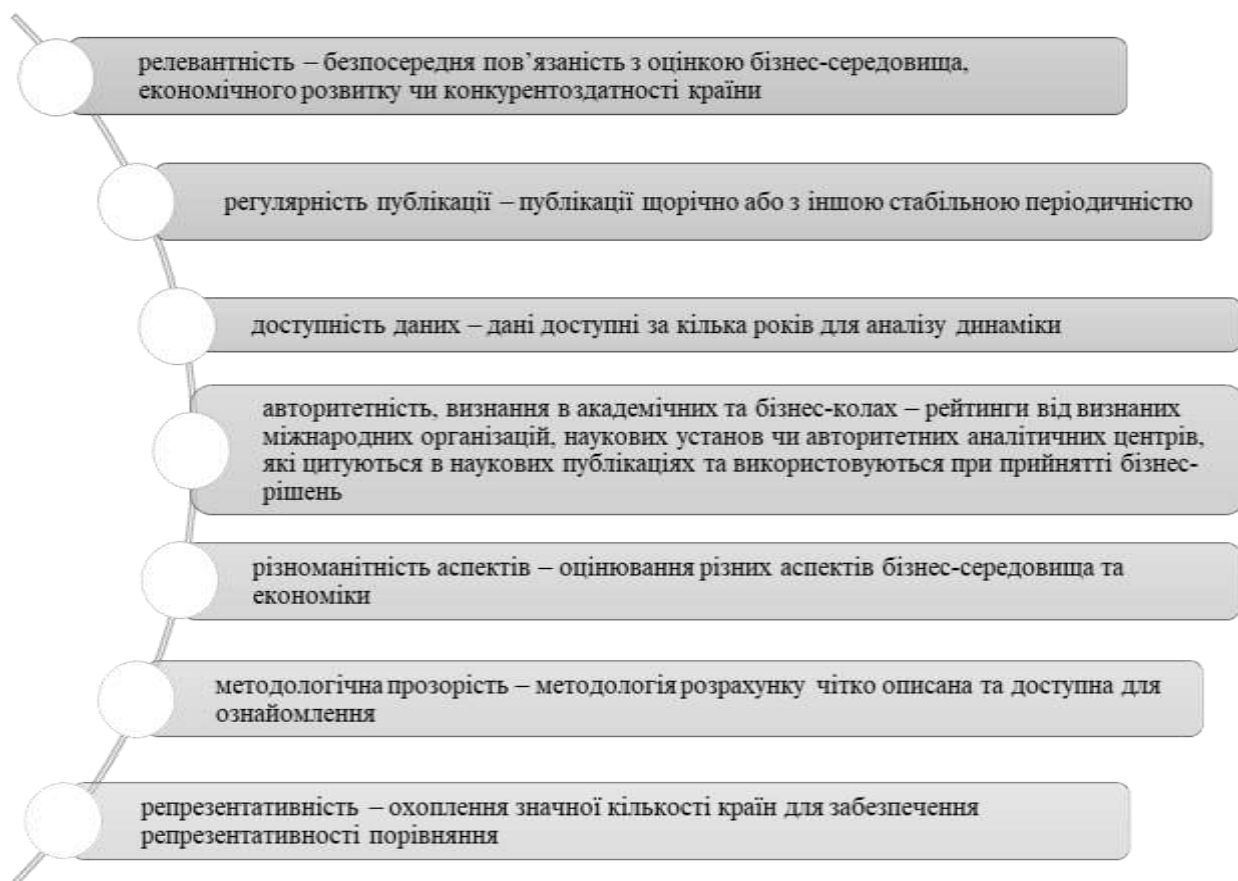 релевантність – безпосередня пов’язаність з оцінкою бізнес-середовища,
економічного розвитку чи конкурентоздатності країни
регулярність публікації – публікації щорічно або з іншою стабільною періодичністю
доступність даних – дані доступні за кілька років для аналізу динаміки
авторитетність, визнання в академічних та бізнес-колах – рейтинги від визнаних
міжнародних організацій, наукових установ чи авторитетних аналітичних центрів,
які цитуються в наукових публікаціях та використовуються при прийнятті бізнес-
рішень
різноманітність аспектів – оцінювання різних аспектів бізнес-середовища та
економіки
методологічна прозорість – методологія розрахунку чітко описана та доступна для
ознайомлення
репрезентативність – охоплення значної кількості країн для забезпечення
репрезентативності порівняння